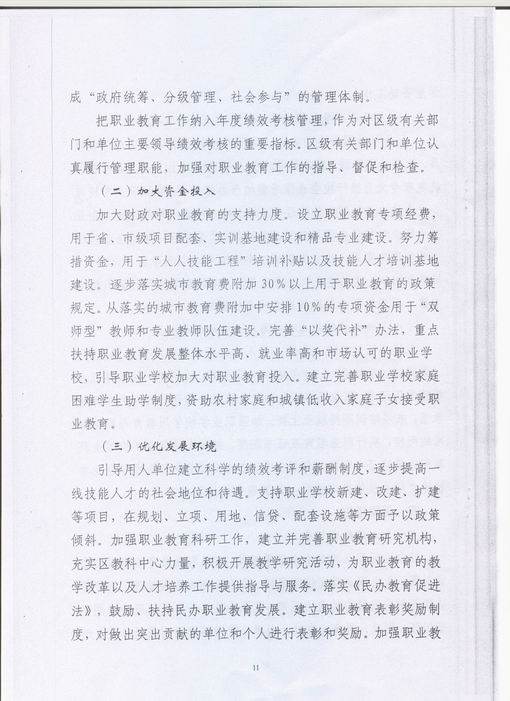 成“政府统筹、分级管理、社会参与”的管理体制。
把职业教育工作纳入年度绩效考核管理，作为对区级有关部
门和单位主要领导绩效考核的重要指标。区级有关部门和单位认
真履行管理职能，加强对职业教育工作的指导、督促和检查。
（二）加大资金投入
加大财政对职业教育的支持力度。设立职业教育专项经费，
用于省、市级项目配套、实训基地建设和精品专业建设。努力筹
措资金，用于“人人技能工程”培训补贴以及技能人才培训基地
建设。逐步落实城市教育费附加30%以上用于职业教育的政策
规定。从落实的城市教育费附加中安排10%的专项资金用于“双
师型”教师和专业教师队伍建设。完善“以奖代补”办法，重点
扶持职业教育发展整体水平高、就业率高和市场认可的职业学
校，引导职业学校加大对职业教育投入。建立完善职业学校家庭
困难学生助学制度，资助农村家庭和城镇低收入家庭子女接受职
业教育。
（三）优化发展环境
引导用人单位建立科学的绩效考评和薪酬制度，逐步提高一
线技能人才的社会地位和待遇。支持职业学校新建、改建、扩建
等项目，在规划、立项、用地、信贷、配套设施等方面予以政策
倾斜。加强职业教育科研工作，建立并完善职业教育研究机构，
充实区教科中心力量，积极开展教学研究活动，为职业教育的教
学改革以及人才培养工作提供指导与服务。落实《民办教育促进
法》，鼓励、扶持民办职业教育发展。建立职业教育表彰奖励制
度，对做出突出贡献的单位和个人进行表彰和奖励。加强职业教
11